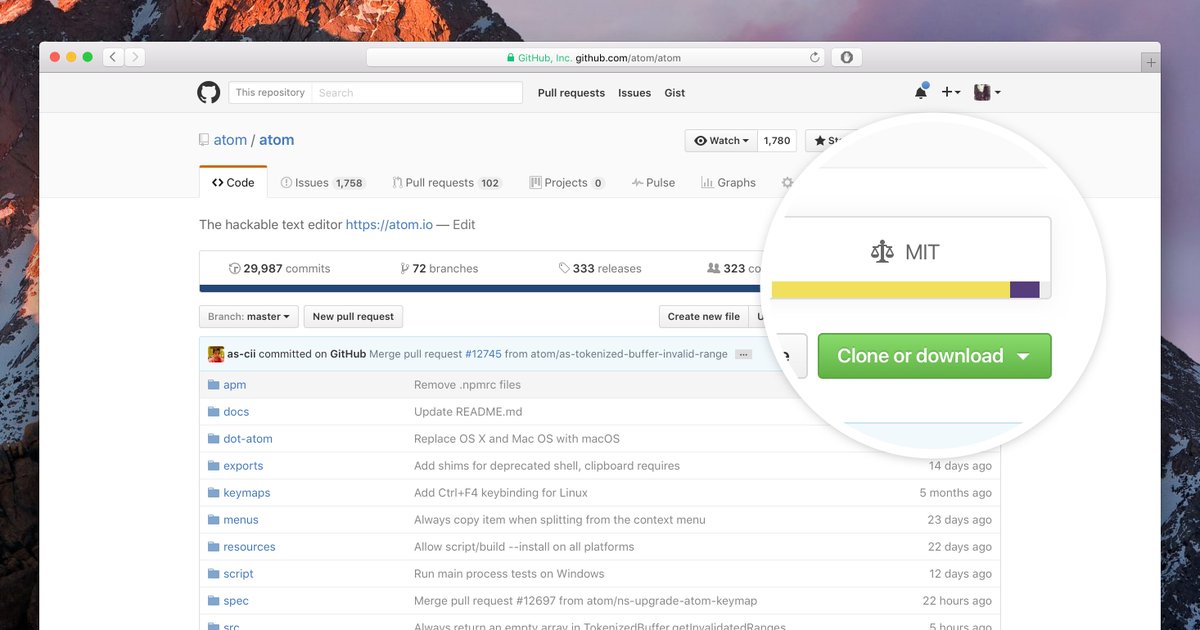 GitHub, Inc. github.com/atom/atom
This repository Search Pull requests Issues Gist
atom / atom
Watch 1,780
Code Issues 1,758 Pull requests 102 Projects 0 Pulse Graphs
The hackable text editor https://atom.io — Edit
29,987 commits 72 branches 333 releases 323
MIT
Branch: master New pull request Create new file
Clone or download
as-cii committed on GitHub Merge pull request #12745 from atom/as-tokenized-buffer-invalid-range
apm Remove .npmrc files
docs Update README.md
dot-atom Replace OS X and Mac OS with macOS
exports Add shims for deprecated shell, clipboard requires 14 days ago
keymaps Add Ctrl+F4 keybinding for Linux 5 months ago
menus Always copy item when splitting from the context menu 23 days ago
resources Allow script/build --install on all platforms 22 days ago
script Run main process tests on Windows 12 days ago
spec Merge pull request #12697 from atom/ns-upgrade-atom-keymap 22 hours ago
src Always return an empty array in TokenizedBuffer.getInvalidatedRanges 5 hours ago